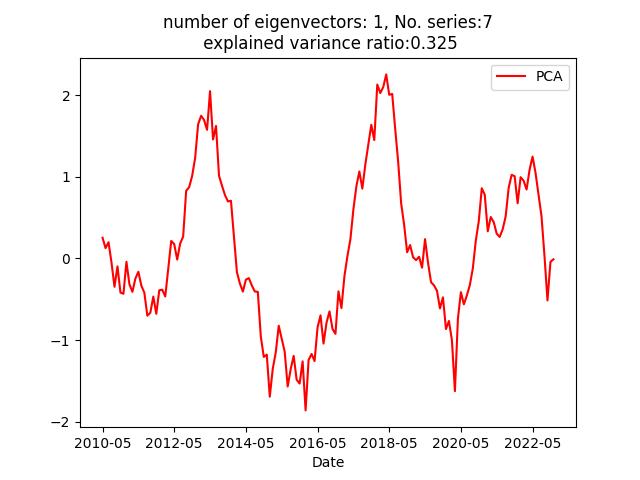 number of eigenvectors: 1, No. series:7
explained variance ratio:0.325
PCA
2
1
0
−1
−2
2010-05 2012-05 2014-05 2016-05 2018-05 2020-05 2022-05
Date